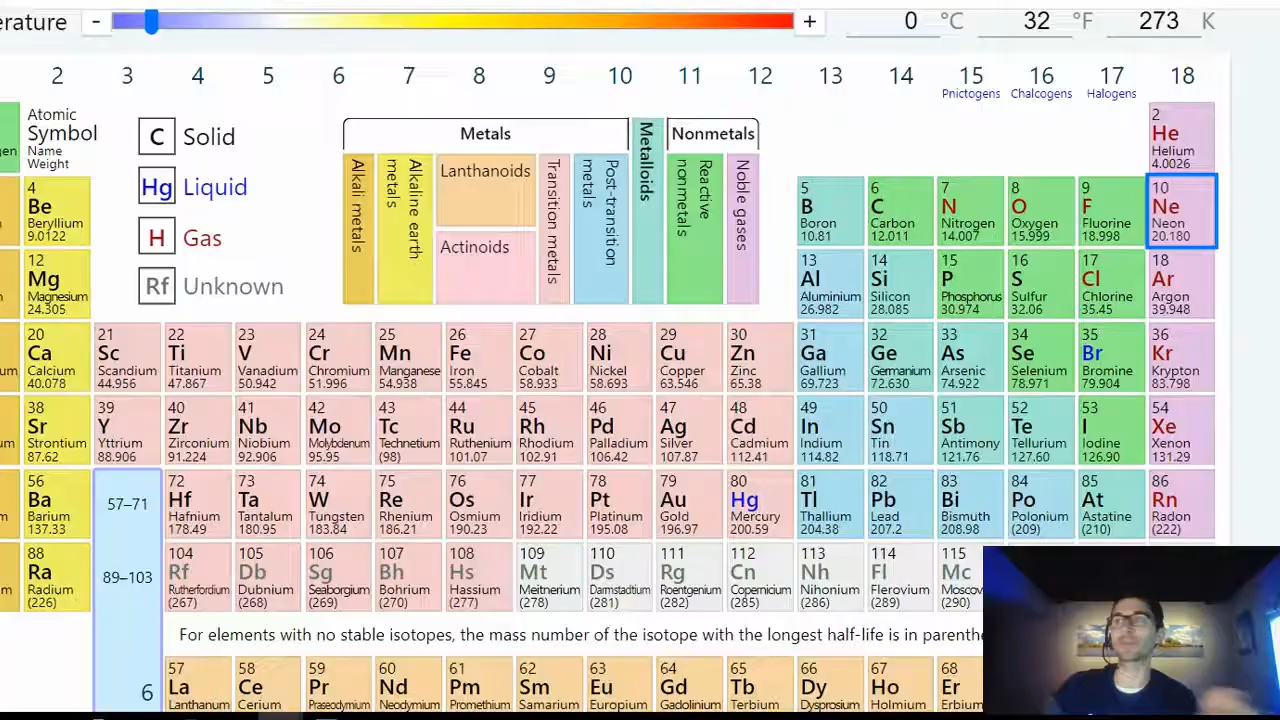 erature - + 0 °C 32 °F 273 K
2 3 4 5 6 7 8 9 10 11 12 13 14 15 16 17 18
Pnictogens Chalcogens Halogens
Atomic
Symbol
Name
Weight
gen
C Solid
Hg Liquid
H Gas
Rf Unknown
Metals
Metalloids
Nonmetals
Alkali metals
Alkaline earth
metals
Lanthanoids
Actinoids
Transition metals
Post-transition
metals
Reactive
nonmetals
Noble gases
2
He
Helium
4.0026
4 5 6 7 8 9 10
Be B C N O F Ne
Beryllium Boron Carbon Nitrogen Oxygen Fluorine Neon
9.0122 10.81 12.011 14.007 15.999 18.998 20.180
12 13 14 15 16 17 18
Mg Al Si P S Cl Ar
Magnesium Aluminium Silicon Phosphorus Sulfur Chlorine Argon
24.305 26.982 28.085 30.974 32.06 35.45 39.948
20 21 22 23 24 25 26 27 28 29 30 31 32 33 34 35 36
Ca Sc Ti V Cr Mn Fe Co Ni Cu Zn Ga Ge As Se Br Kr
Calcium Scandium Titanium Vanadium Chromium Manganese Iron Cobalt Nickel Copper Zinc Gallium Germanium Arsenic Selenium Bromine Krypton
40.078 44.956 47.867 50.942 51.996 54.938 55.845 58.933 58.693 63.546 65.38 69.723 72.630 74.922 78.971 79.904 83.798
38 39 40 41 42 43 44 45 46 47 48 49 50 51 52 53 54
Sr Y Zr Nb Mo Tc Ru Rh Pd Ag Cd In Sn Sb Te I Xe
Strontium Yttrium Zirconium Niobium Molybdenum Technetium Ruthenium Rhodium Palladium Silver Cadmium Indium Tin Antimony Tellurium Iodine Xenon
87.62 88.906 91.224 92.906 95.95 (98) 101.07 102.91 106.42 107.87 112.41 114.82 118.71 121.76 127.60 126.90 131.29
56 57–71 72 73 74 75 76 77 78 79 80 81 82 83 84 85 86
Ba Hf Ta W Re Os Ir Pt Au Hg Tl Pb Bi Po At Rn
Barium Hafnium Tantalum Tungsten Rhenium Osmium Iridium Platinum Gold Mercury Thallium Lead Bismuth Polonium Astatine Radon
137.33 178.49 180.95 183.84 186.21 190.23 192.22 195.08 196.97 200.59 204.38 207.2 208.98 (209) (210) (222)
88 89–103 104 105 106 107 108 109 110 111 112 113 114 115
Ra Rf Db Sg Bh Hs Mt Ds Rg Cn Nh Fl Mc
Radium Rutherfordium Dubnium Seaborgium Bohrium Hassium Meitnerium Darmstadtium Roentgenium Copernicium Nihonium Flerovium Moscov
(226) (267) (268) (269) (270) (277) (278) (281) (282) (285) (286) (289) (290)
For elements with no stable isotopes, the mass number of the isotope with the longest half-life is in parenthe
6
57 58 59 60 61 62 63 64 65 66 67 68
La Ce Pr Nd Pm Sm Eu Gd Tb Dy Ho Er
Lanthanum Cerium Praseodymium Neodymium Promethium Samarium Europium Gadolinium Terbium Dysprosium Holmium Erbium